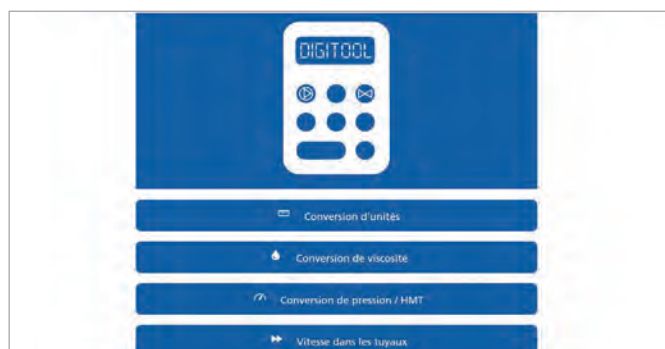 DIGITOOL
Conversion d'unités
Conversion de viscosité
Conversion de pression / HMT
Vitesse dans les tuyaux